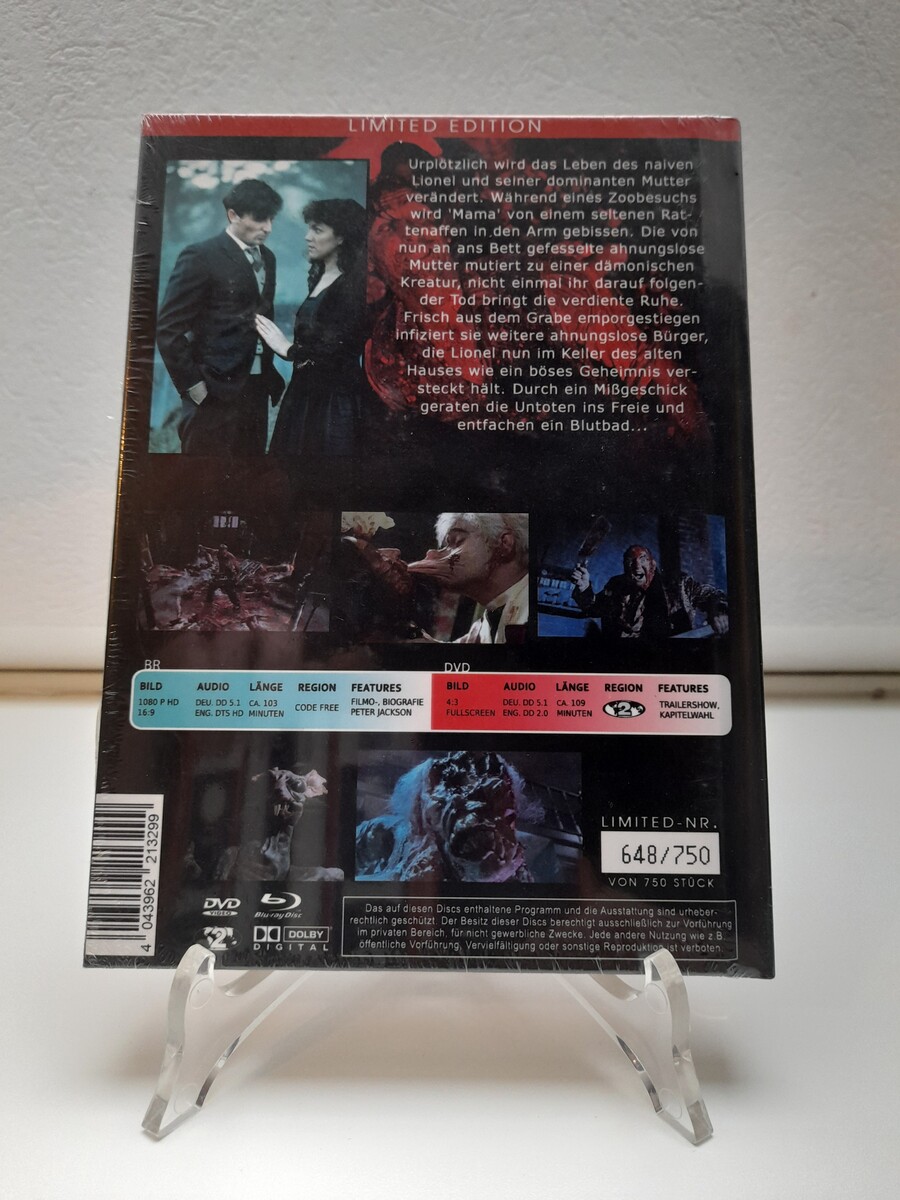 LIMITED EDITION
Urplötzlich wird das Leben des naiven
Lionel und seiner dominanten Mutter
verändert. Während eines Zoobesuchs
wird 'Mama' von einem seltenen Rat-
tenaffen in den Arm gebissen. Die von
nun an ans Bett gefesselte ahnungslose
Mutter mutiert zu einer dämonischen
Kreatur, nicht einmal ihr darauf folgen-
der Tod bringt die verdiente Ruhe.
Frisch aus dem Grabe emporgestiegen
infiziert sie weitere ahnungslose Bürger,
die Lionel nun im Keller des alten
Hauses wie ein böses Geheimnis ver-
steckt hält. Durch ein Mißgeschick
geraten die Untoten ins Freie und
entfachen ein Blutbad...
BR
BILD AUDIO LÄNGE REGION FEATURES
1080 P HD DEU. DD 5.1 CA. 103 CODE FREE FILMO-, BIOGRAFIE
16:9 ENG. DTS HD MINUTEN PETER JACKSON
DVD
BILD AUDIO LÄNGE REGION FEATURES
4:3 DEU. DD 5.1 CA. 109 2 TRAILERSHOW,
FULLSCREEN ENG. DD 2.0 MINUTEN KAPITELWAHL
LIMITED-NR.
648/750
VON 750 STÜCK
4 043962 213299
DVD VIDEO Blu-ray Disc
2 DOLBY DIGITAL
Das auf diesen Discs enthaltene Programm und die Ausstattung sind urheber-
rechtlich geschützt. Der Besitz dieser Discs berechtigt ausschließlich zur Vorführung
im privaten Bereich, für nicht gewerbliche Zwecke. Jede andere Nutzung wie z.B.
öffentliche Vorführung, Vervielfältigung oder sonstige Reproduktion ist verboten.